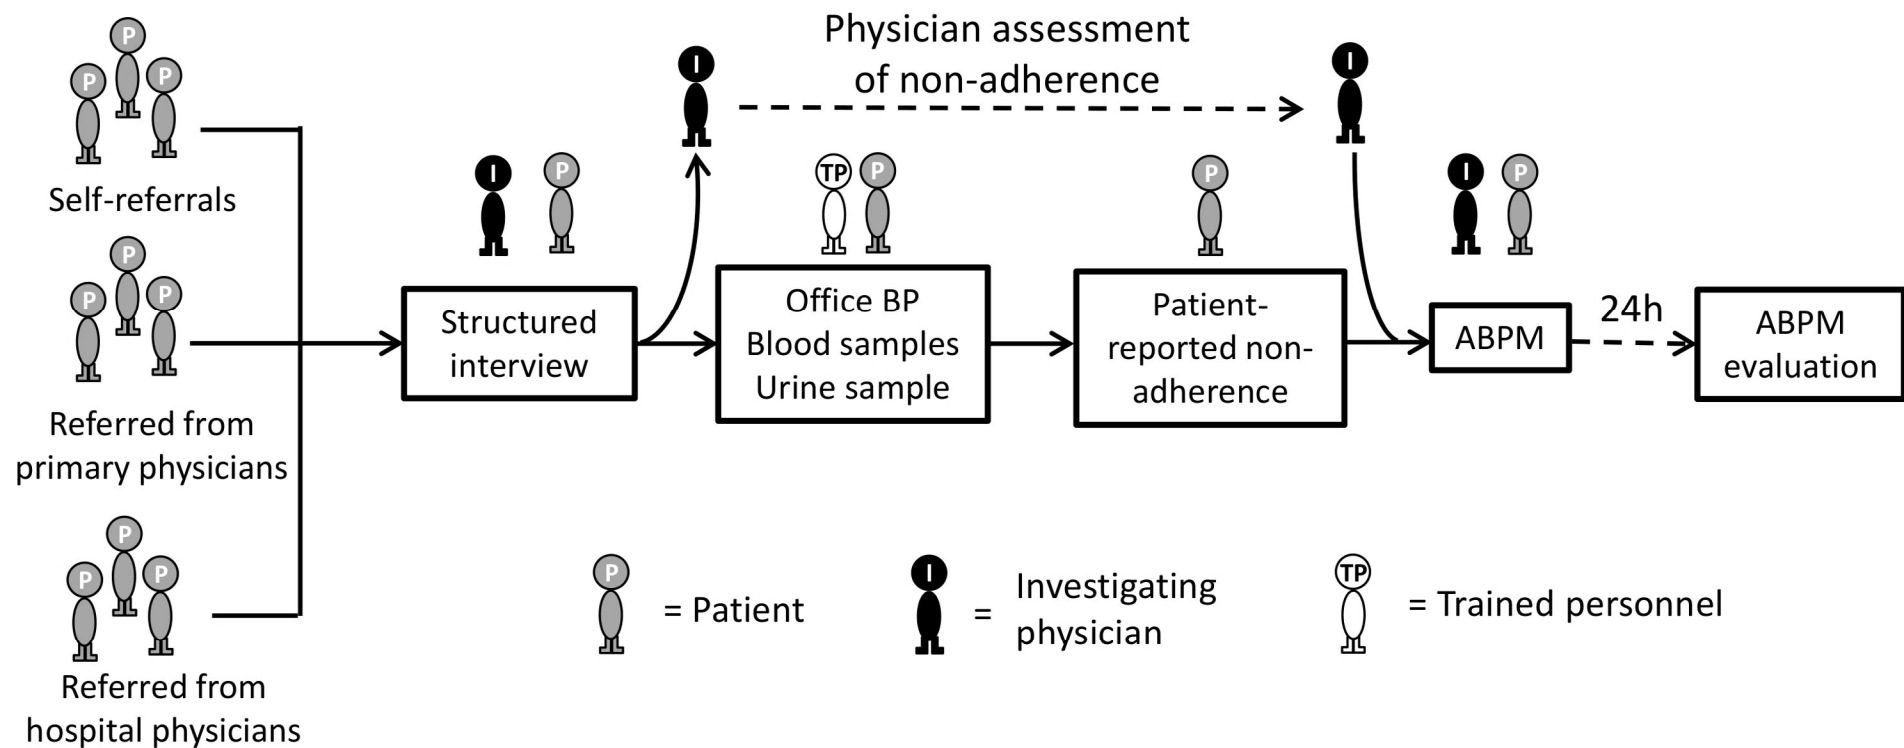 P
P
P
Self-referrals
P
P
P
Referred from
primary physicians
P
P
P
Referred from
hospital physicians
I
P
Structured
interview
I
Physician assessment
of non-adherence
I
TP
P
Office BP
Blood samples
Urine sample
P
Patient-
reported non-
adherence
I
P
ABPM
24h
ABPM
evaluation
P
= Patient
I
=
Investigating
physician
TP
= Trained personnel